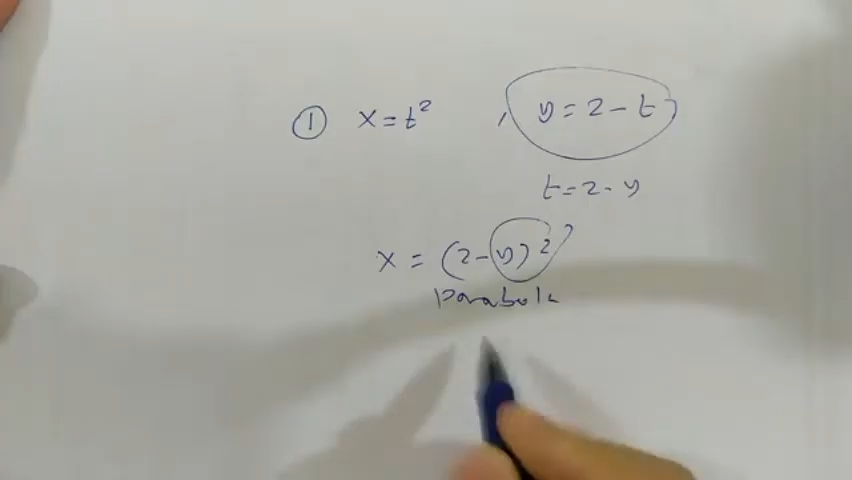 ① x = t² , y = 2 - t
t = 2 - y
x = (2 - y)²
parabola